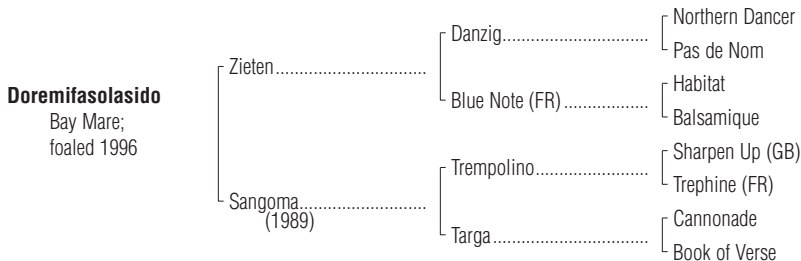 Doremifasolasido
Bay Mare;
foaled 1996
Zieten
Sangoma
(1989)
Danzig
Blue Note (FR)
Trempolino
Targa
Northern Dancer
Pas de Nom
Habitat
Balsamique
Sharpen Up (GB)
Trephine (FR)
Cannonade
Book of Verse